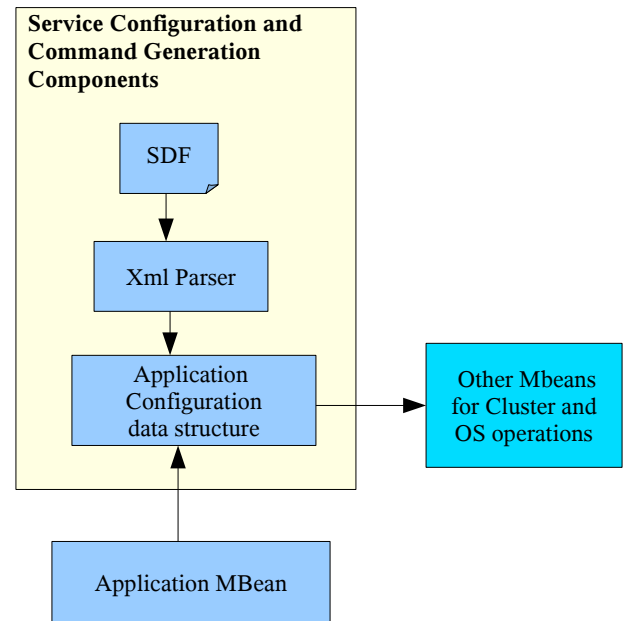 Service Configuration and
Command Generation
Components
SDF
Xml Parser
Application
Configuration
data structure
Other Mbeans
for Cluster and
OS operations
Application MBean